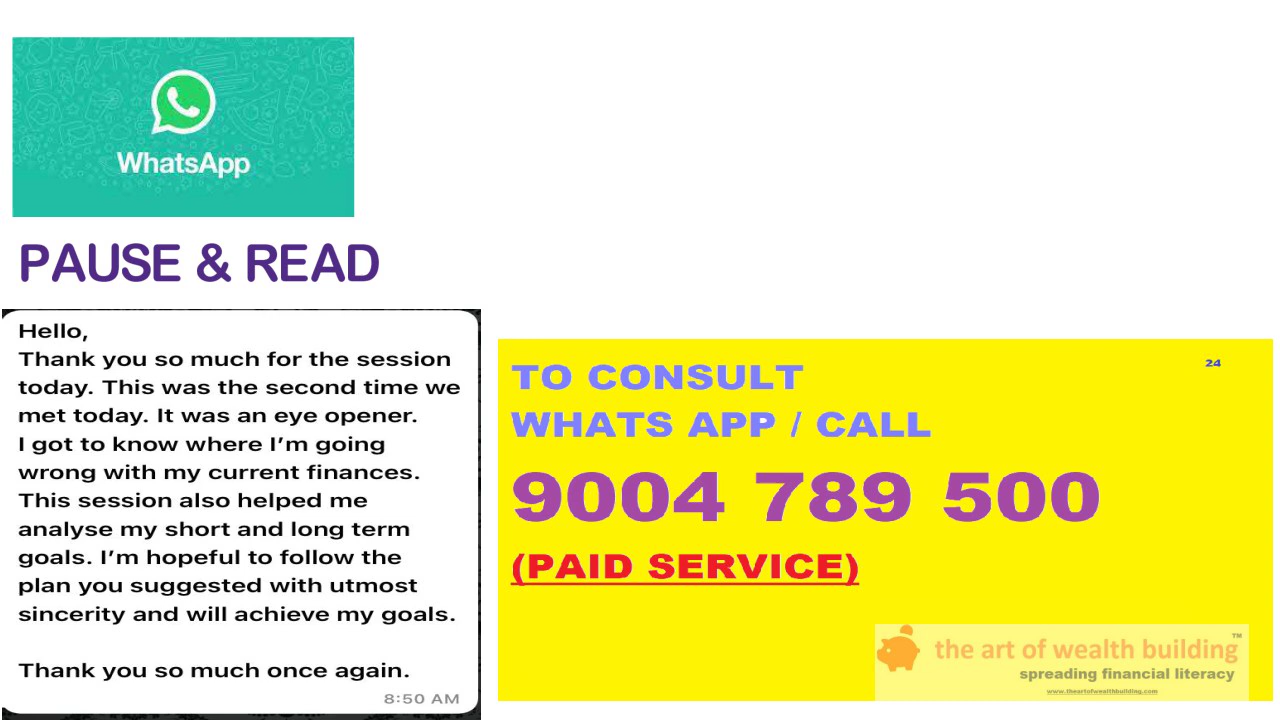 WhatsApp
PAUSE & READ
Hello,
Thank you so much for the session
today. This was the second time we
met today. It was an eye opener.
I got to know where I'm going
wrong with my current finances.
This session also helped me
analyse my short and long term
goals. I'm hopeful to follow the
plan you suggested with utmost
sincerity and will achieve my goals.
Thank you so much once again.
8:50 AM
24
TO CONSULT
WHATS APP / CALL
9004 789 500
(PAID SERVICE)
the art of wealth building™
spreading financial literacy
www.theartofwealthbuilding.com